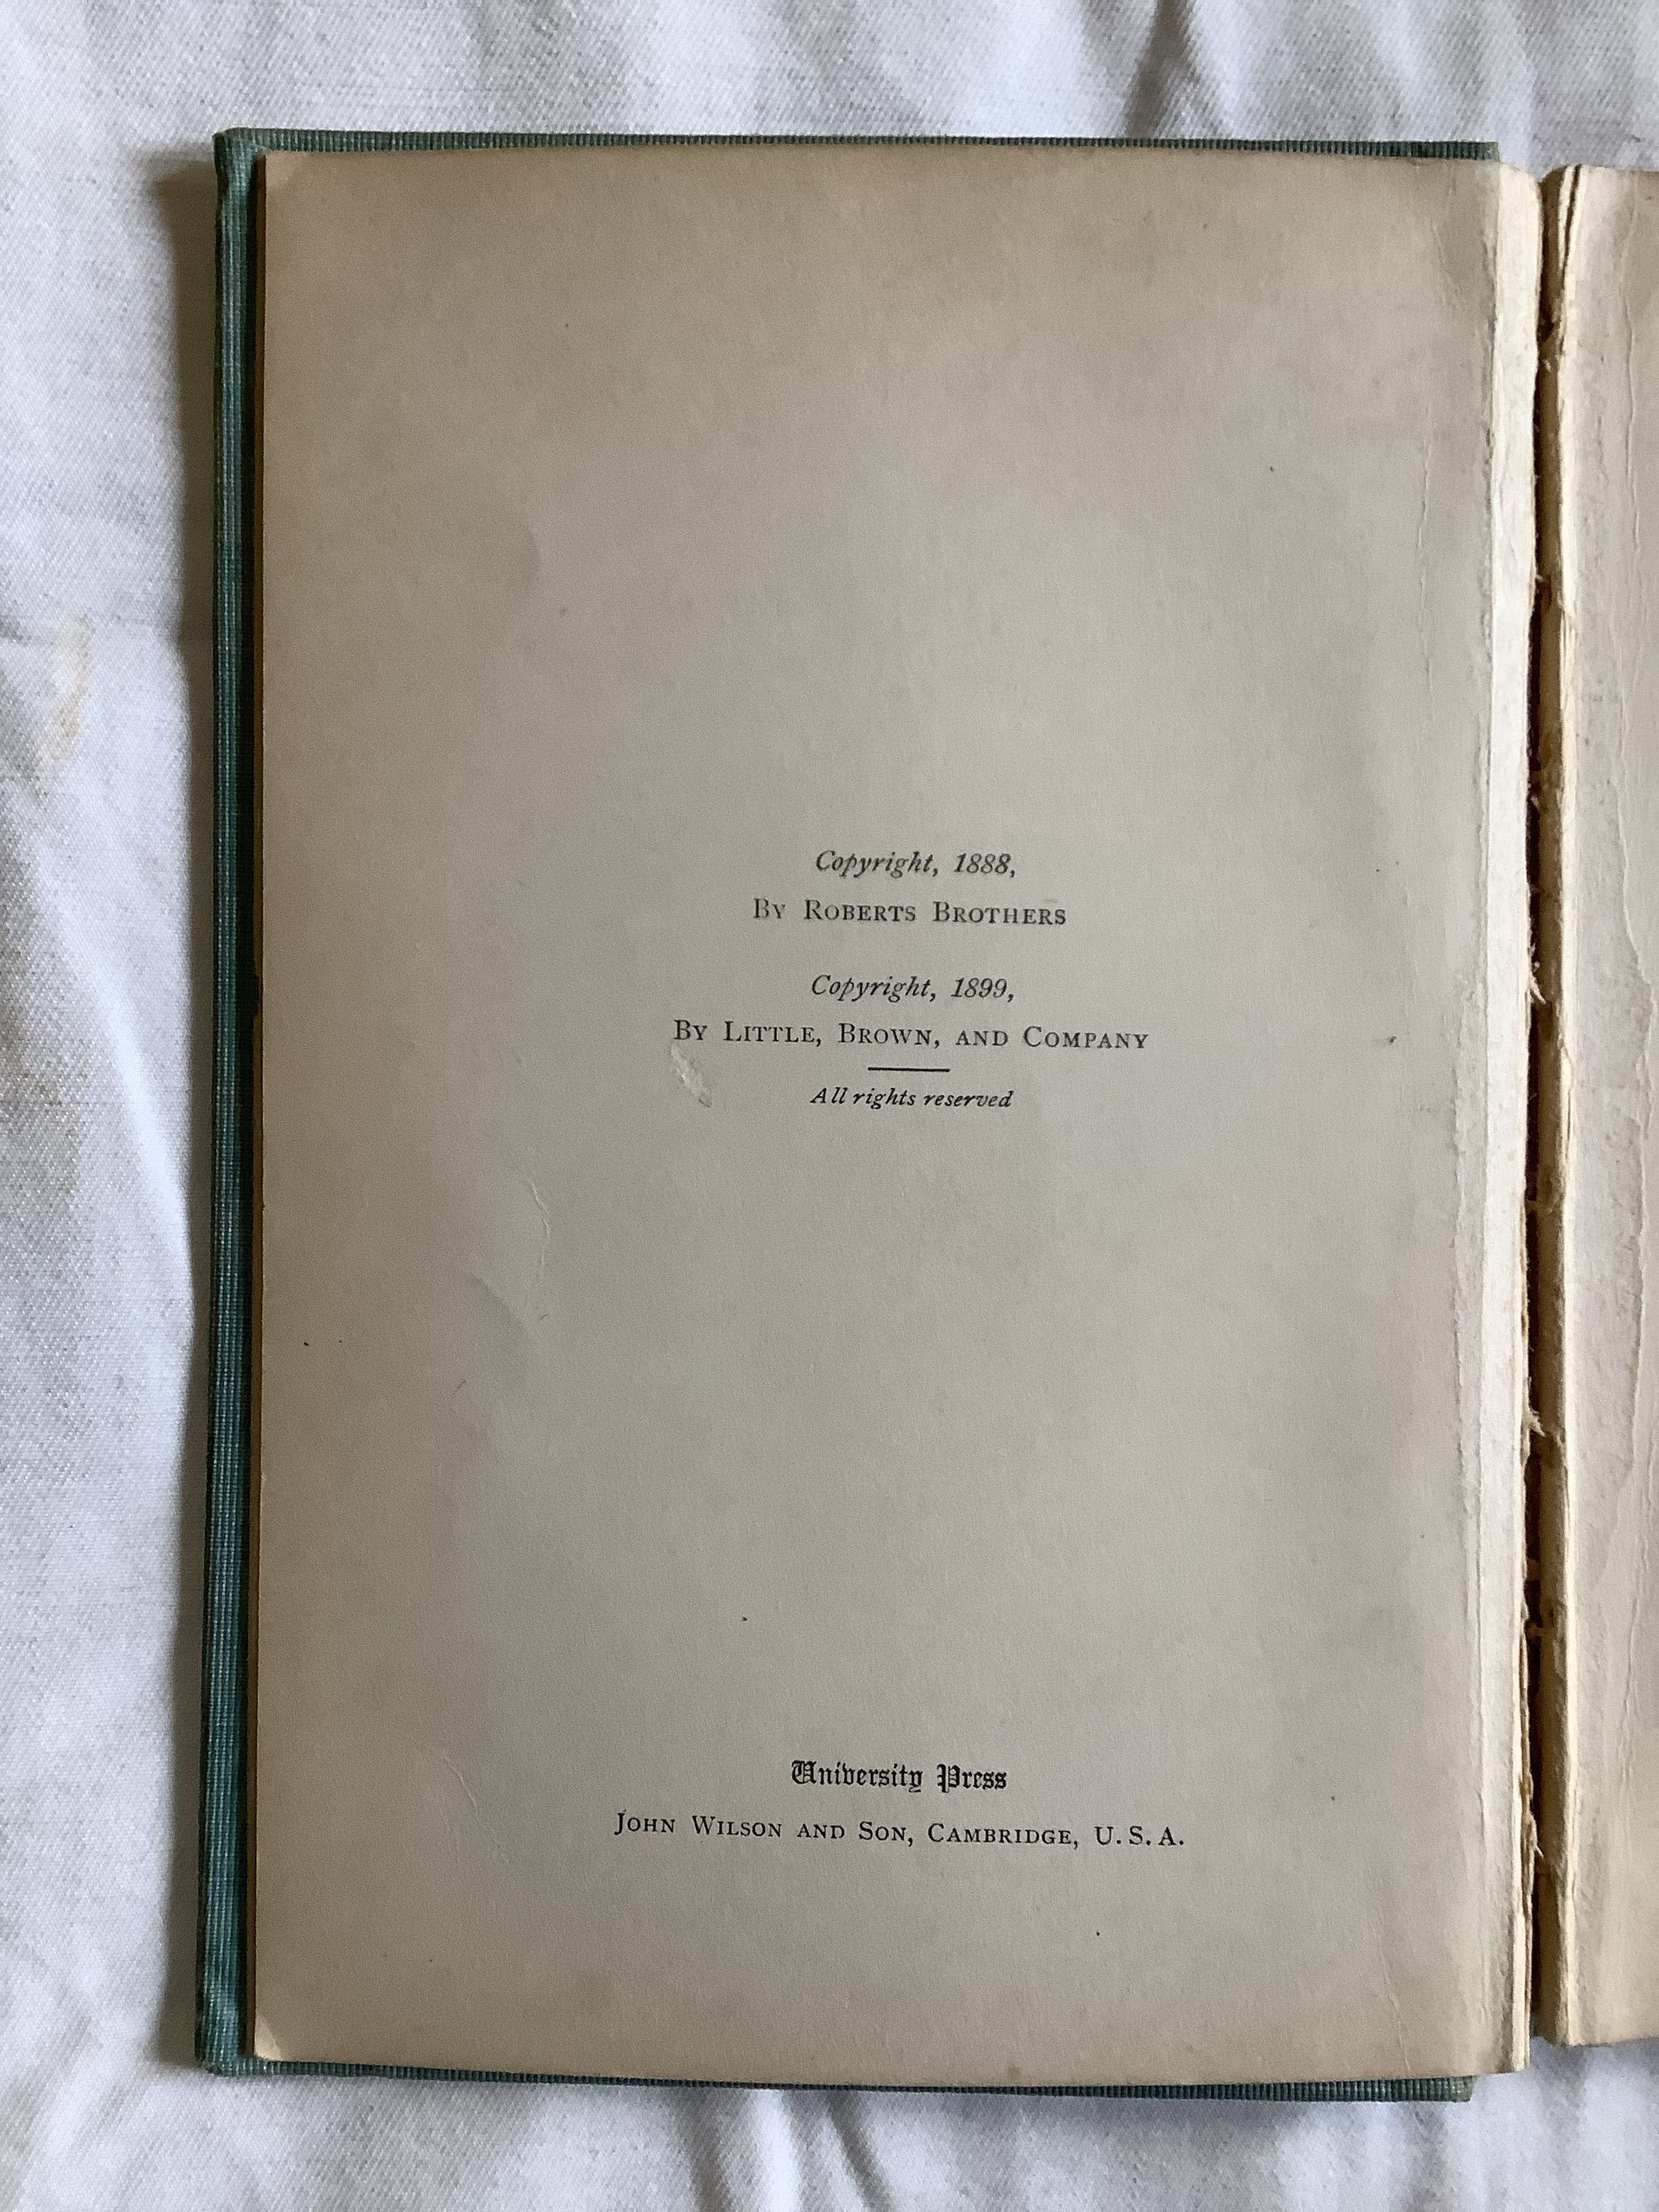 Copyright, 1888,
By Roberts Brothers
Copyright, 1899,
By Little, Brown, and Company
All rights reserved
University Press
John Wilson and Son, Cambridge, U. S. A.